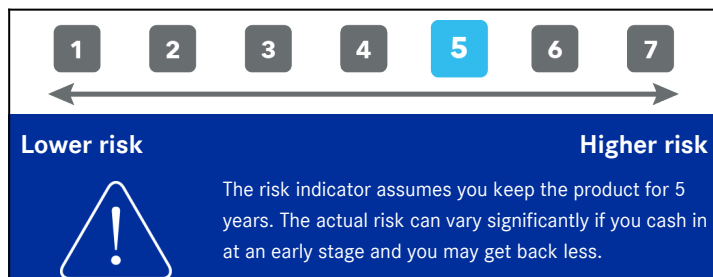 1 2 3 4 5 6 7
Lower risk Higher risk
The risk indicator assumes you keep the product for 5
years. The actual risk can vary significantly if you cash in
at an early stage and you may get back less.
!